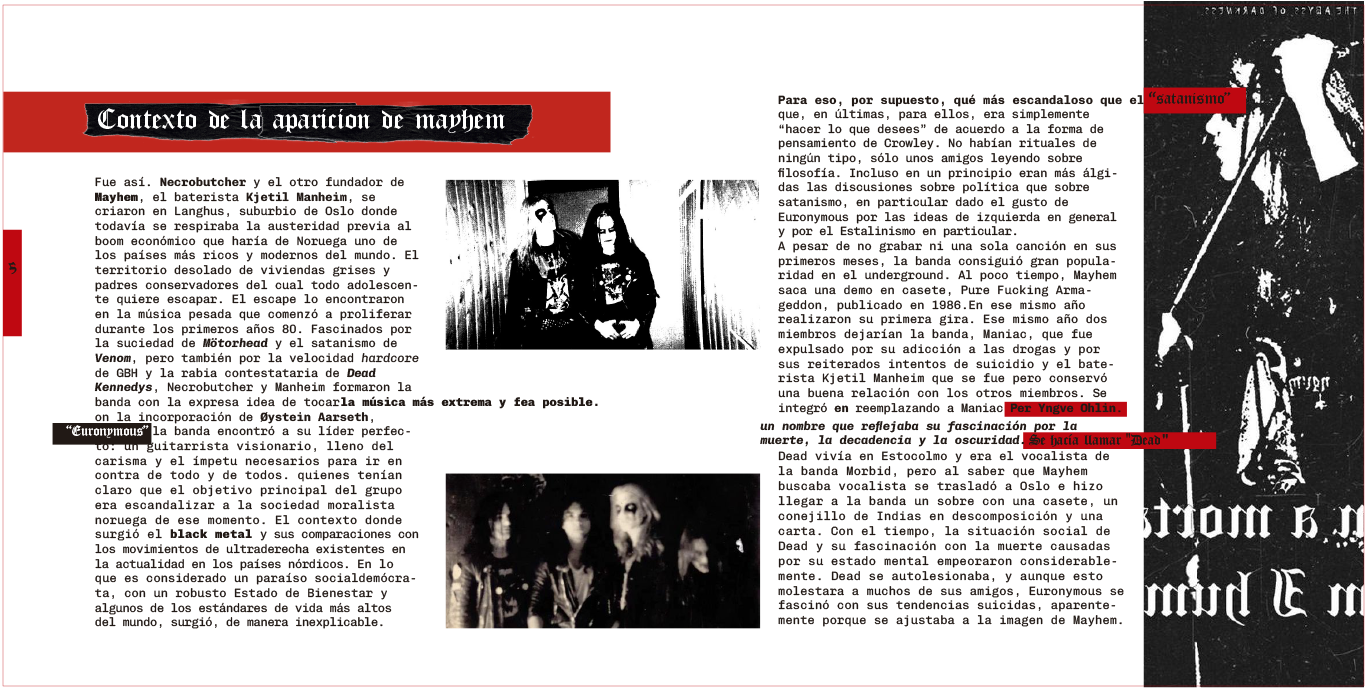 Contexto de la aparicion de mayhem
Fue así. Necrobutcher y el otro fundador de
Mayhem, el baterista Kjetil Manheim, se
criaron en Langhus, suburbio de Oslo donde
todavía se respiraba la austeridad previa al
boom económico que haría de Noruega uno de
los países más ricos y modernos del mundo. El
territorio desolado de viviendas grises y
padres conservadores del cual todo adolescen-
te quiere escapar. El escape lo encontraron
en la música pesada que comenzó a proliferar
durante los primeros años 80. Fascinados por
la suciedad de Mötorhead y el satanismo de
Venom, pero también por la velocidad hardcore
de GBH y la rabia contestataria de Dead
Kennedys, Necrobutcher y Manheim formaron la
banda con la expresa idea de tocarla música más extrema y fea posible.
on la incorporación de Øystein Aarseth,
"Euronymous" la banda encontró a su líder perfec-
to: un guitarrista visionario, lleno del
carisma y el ímpetu necesarios para ir en
contra de todo y de todos. quienes tenían
claro que el objetivo principal del grupo
era escandalizar a la sociedad moralista
noruega de ese momento. El contexto donde
surgió el black metal y sus comparaciones con
los movimientos de ultraderecha existentes en
la actualidad en los países nórdicos. En lo
que es considerado un paraíso socialdemócra-
ta, con un robusto Estado de Bienestar y
algunos de los estándares de vida más altos
del mundo, surgió, de manera inexplicable.
Para eso, por supuesto, qué más escandaloso que el "satanismo"
que, en últimas, para ellos, era simplemente
“hacer lo que desees” de acuerdo a la forma de
pensamiento de Crowley. No habían rituales de
ningún tipo, sólo unos amigos leyendo sobre
filosofía. Incluso en un principio eran más álgi-
das las discusiones sobre política que sobre
satanismo, en particular dado el gusto de
Euronymous por las ideas de izquierda en general
y por el Estalinismo en particular.
A pesar de no grabar ni una sola canción en sus
primeros meses, la banda consiguió gran popula-
ridad en el underground. Al poco tiempo, Mayhem
saca una demo en casete, Pure Fucking Arma-
geddon, publicado en 1986.En ese mismo año
realizaron su primera gira. Ese mismo año dos
miembros dejarían la banda, Maniac, que fue
expulsado por su adicción a las drogas y por
sus reiterados intentos de suicidio y el bate-
rista Kjetil Manheim que se fue pero conservó
una buena relación con los otros miembros. Se
integró en reemplazando a Maniac Per Yngve Ohlin.
un nombre que reflejaba su fascinación por la
muerte, la decadencia y la oscuridad. Se hacía llamar "Dead"
Dead vivía en Estocolmo y era el vocalista de
la banda Morbid, pero al saber que Mayhem
buscaba vocalista se trasladó a Oslo e hizo
llegar a la banda un sobre con una casete, un
conejillo de Indias en descomposición y una
carta. Con el tiempo, la situación social de
Dead y su fascinación con la muerte causadas
por su estado mental empeoraron considerable-
mente. Dead se autolesionaba, y aunque esto
molestara a muchos de sus amigos, Euronymous se
fascinó con sus tendencias suicidas, aparente-
mente porque se ajustaba a la imagen de Mayhem.
THE ABYSS OF DARKNESS